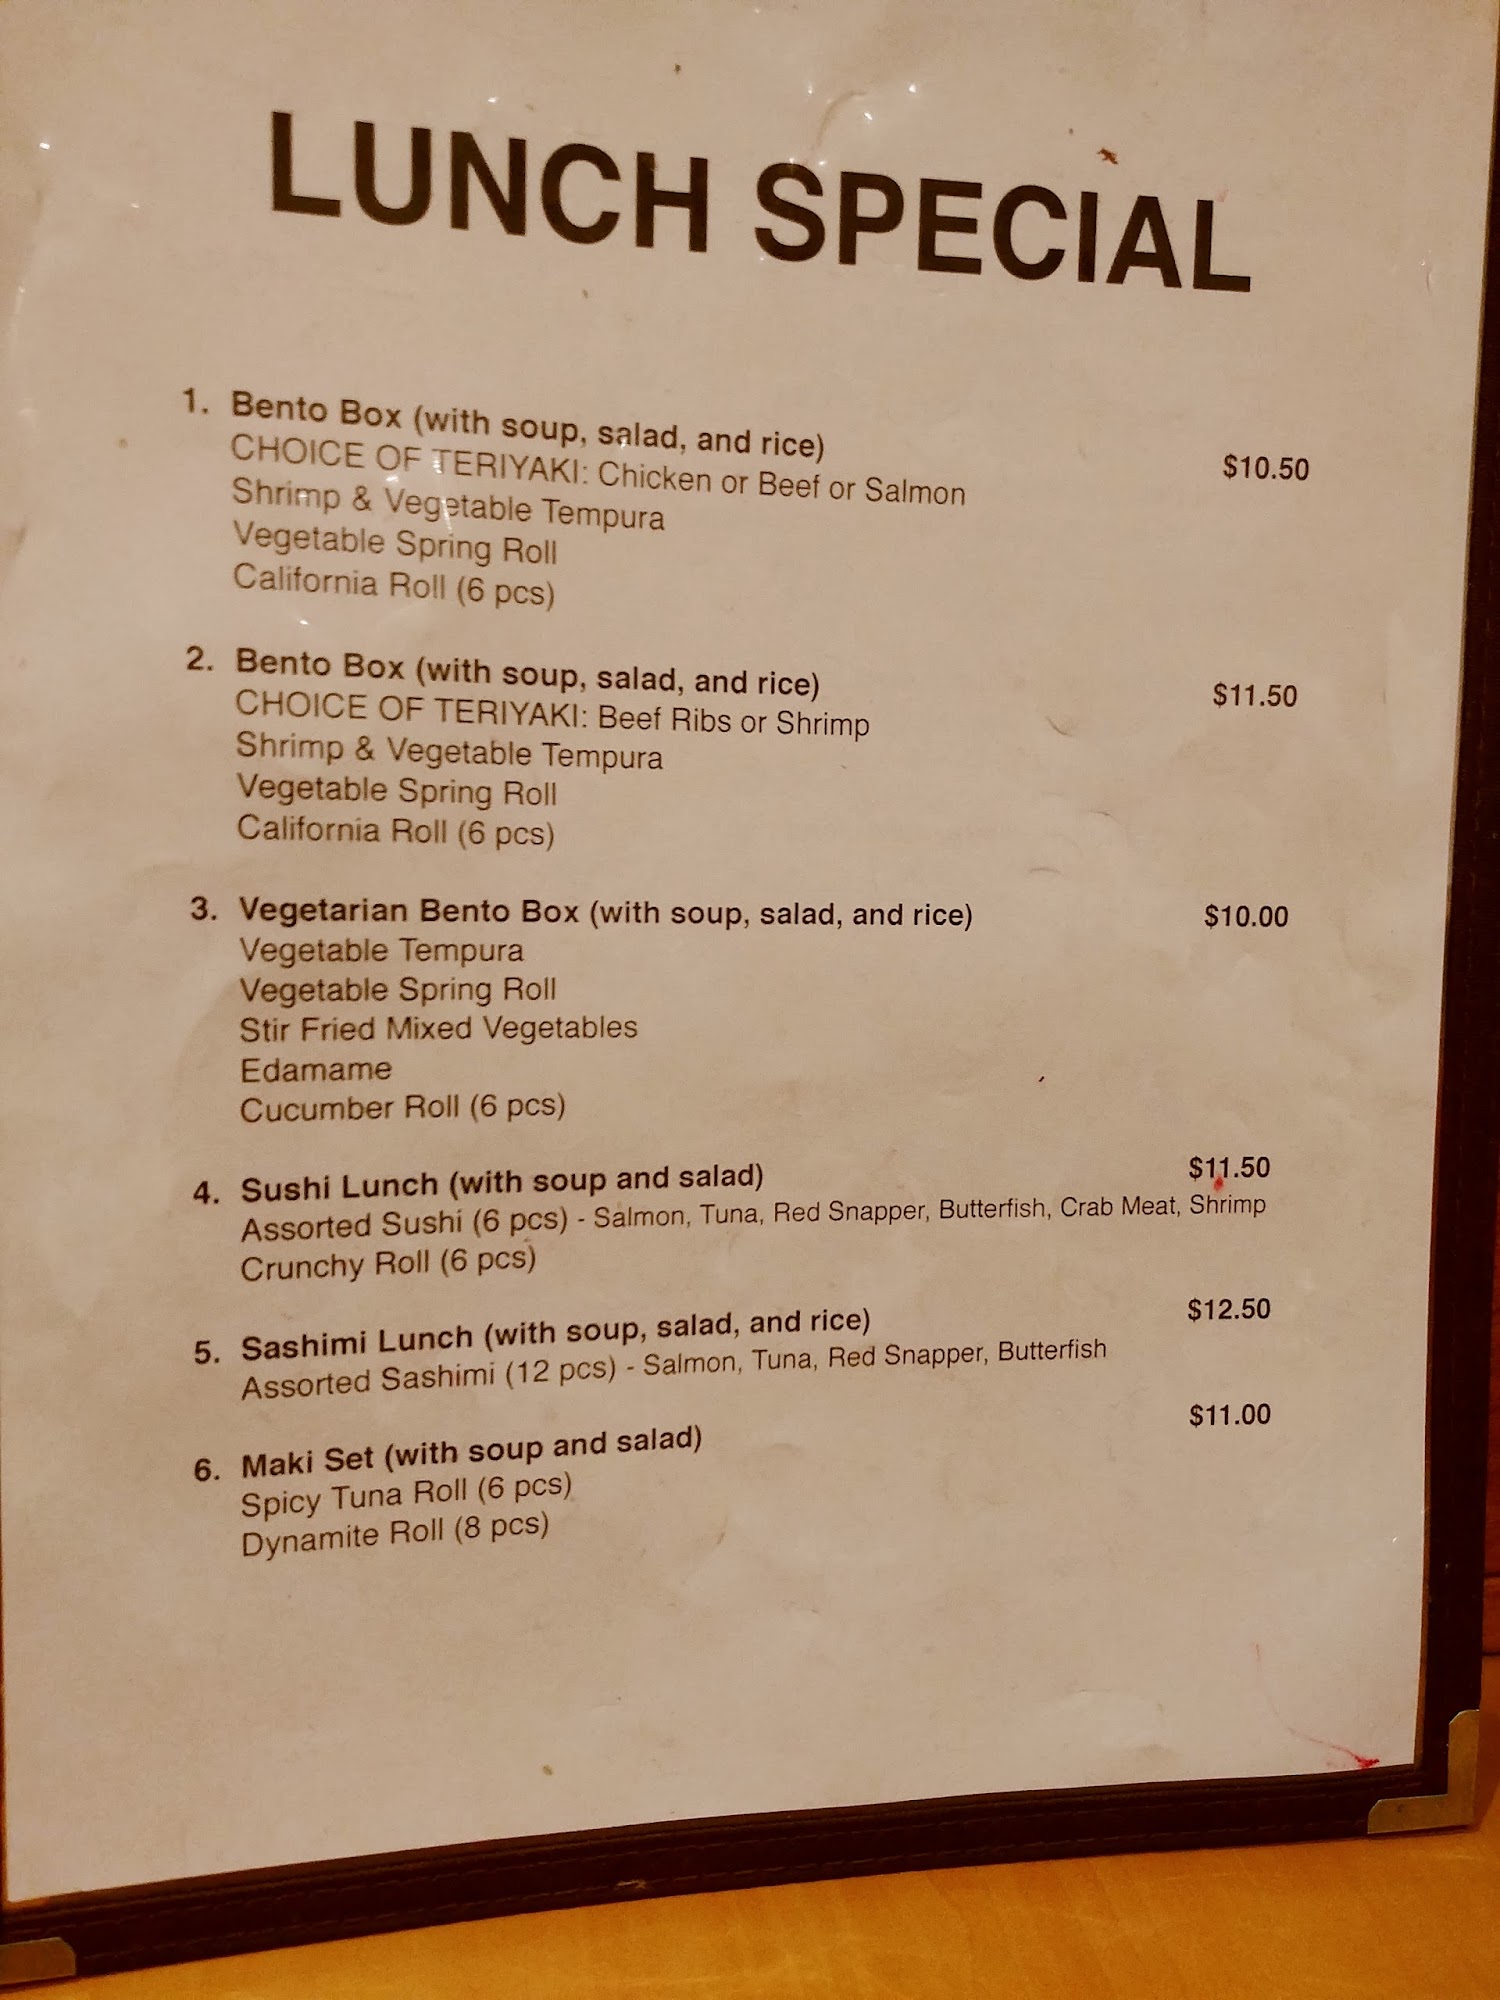 LUNCH SPECIAL
1. Bento Box (with soup, salad, and rice)
CHOICE OF TERIYAKI: Chicken or Beef or Salmon $10.50
Shrimp & Vegetable Tempura
Vegetable Spring Roll
California Roll (6 pcs)
2. Bento Box (with soup, salad, and rice) $11.50
CHOICE OF TERIYAKI: Beef Ribs or Shrimp
Shrimp & Vegetable Tempura
Vegetable Spring Roll
California Roll (6 pcs)
3. Vegetarian Bento Box (with soup, salad, and rice) $10.00
Vegetable Tempura
Vegetable Spring Roll
Stir Fried Mixed Vegetables
Edamame
Cucumber Roll (6 pcs)
4. Sushi Lunch (with soup and salad) $11.50
Assorted Sushi (6 pcs) - Salmon, Tuna, Red Snapper, Butterfish, Crab Meat, Shrimp
Crunchy Roll (6 pcs)
5. Sashimi Lunch (with soup, salad, and rice) $12.50
Assorted Sashimi (12 pcs) - Salmon, Tuna, Red Snapper, Butterfish
6. Maki Set (with soup and salad) $11.00
Spicy Tuna Roll (6 pcs)
Dynamite Roll (8 pcs)